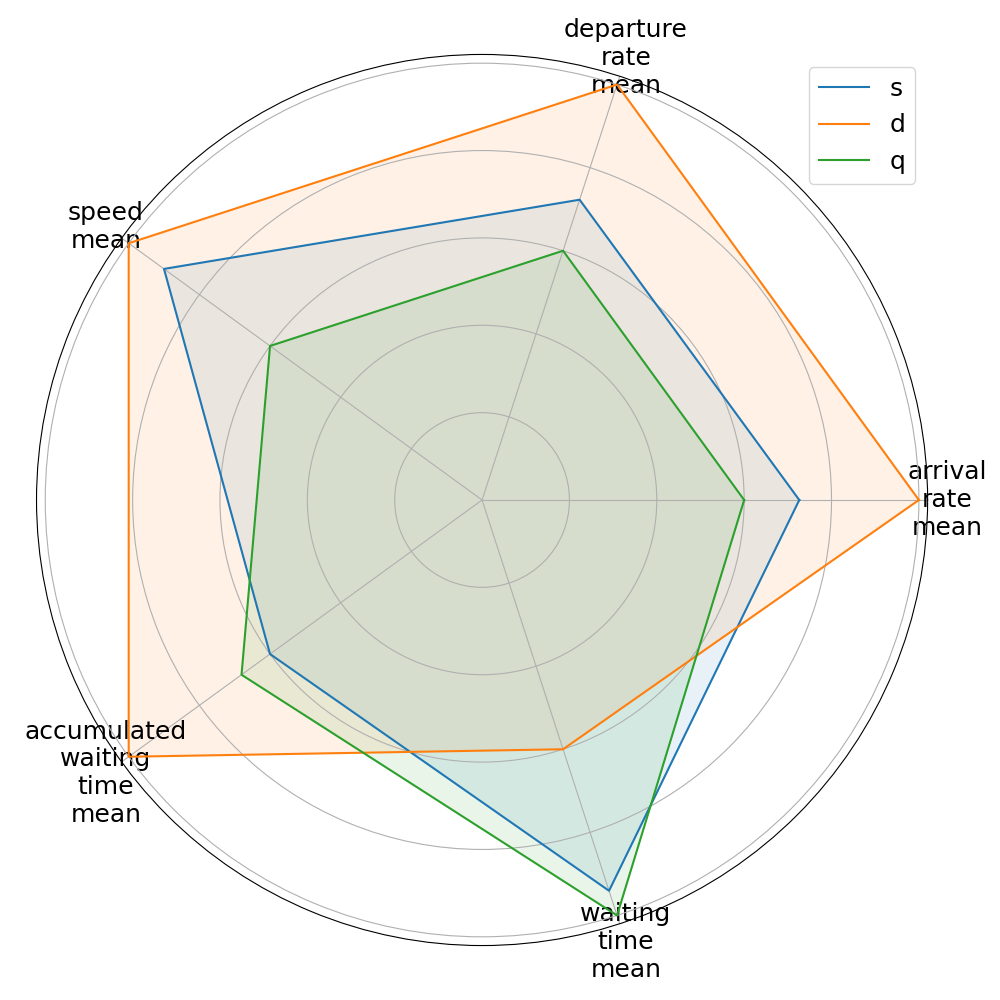 departure
rate
mean
s
d
q
speed
mean
arrival
rate
mean
accumulated
waiting
time
mean
waiting
time
mean